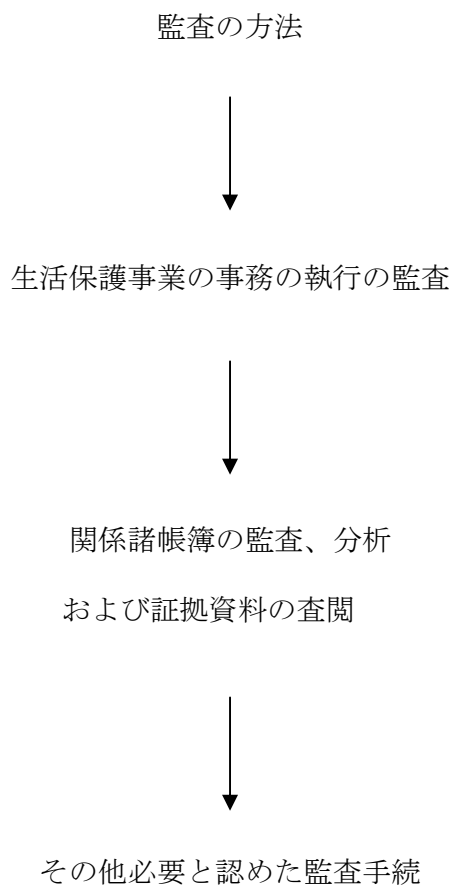 監査の方法
生活保護事業の事務の執行の監査
関係諸帳簿の監査、分析
および証拠資料の査閲
その他必要と認めた監査手続